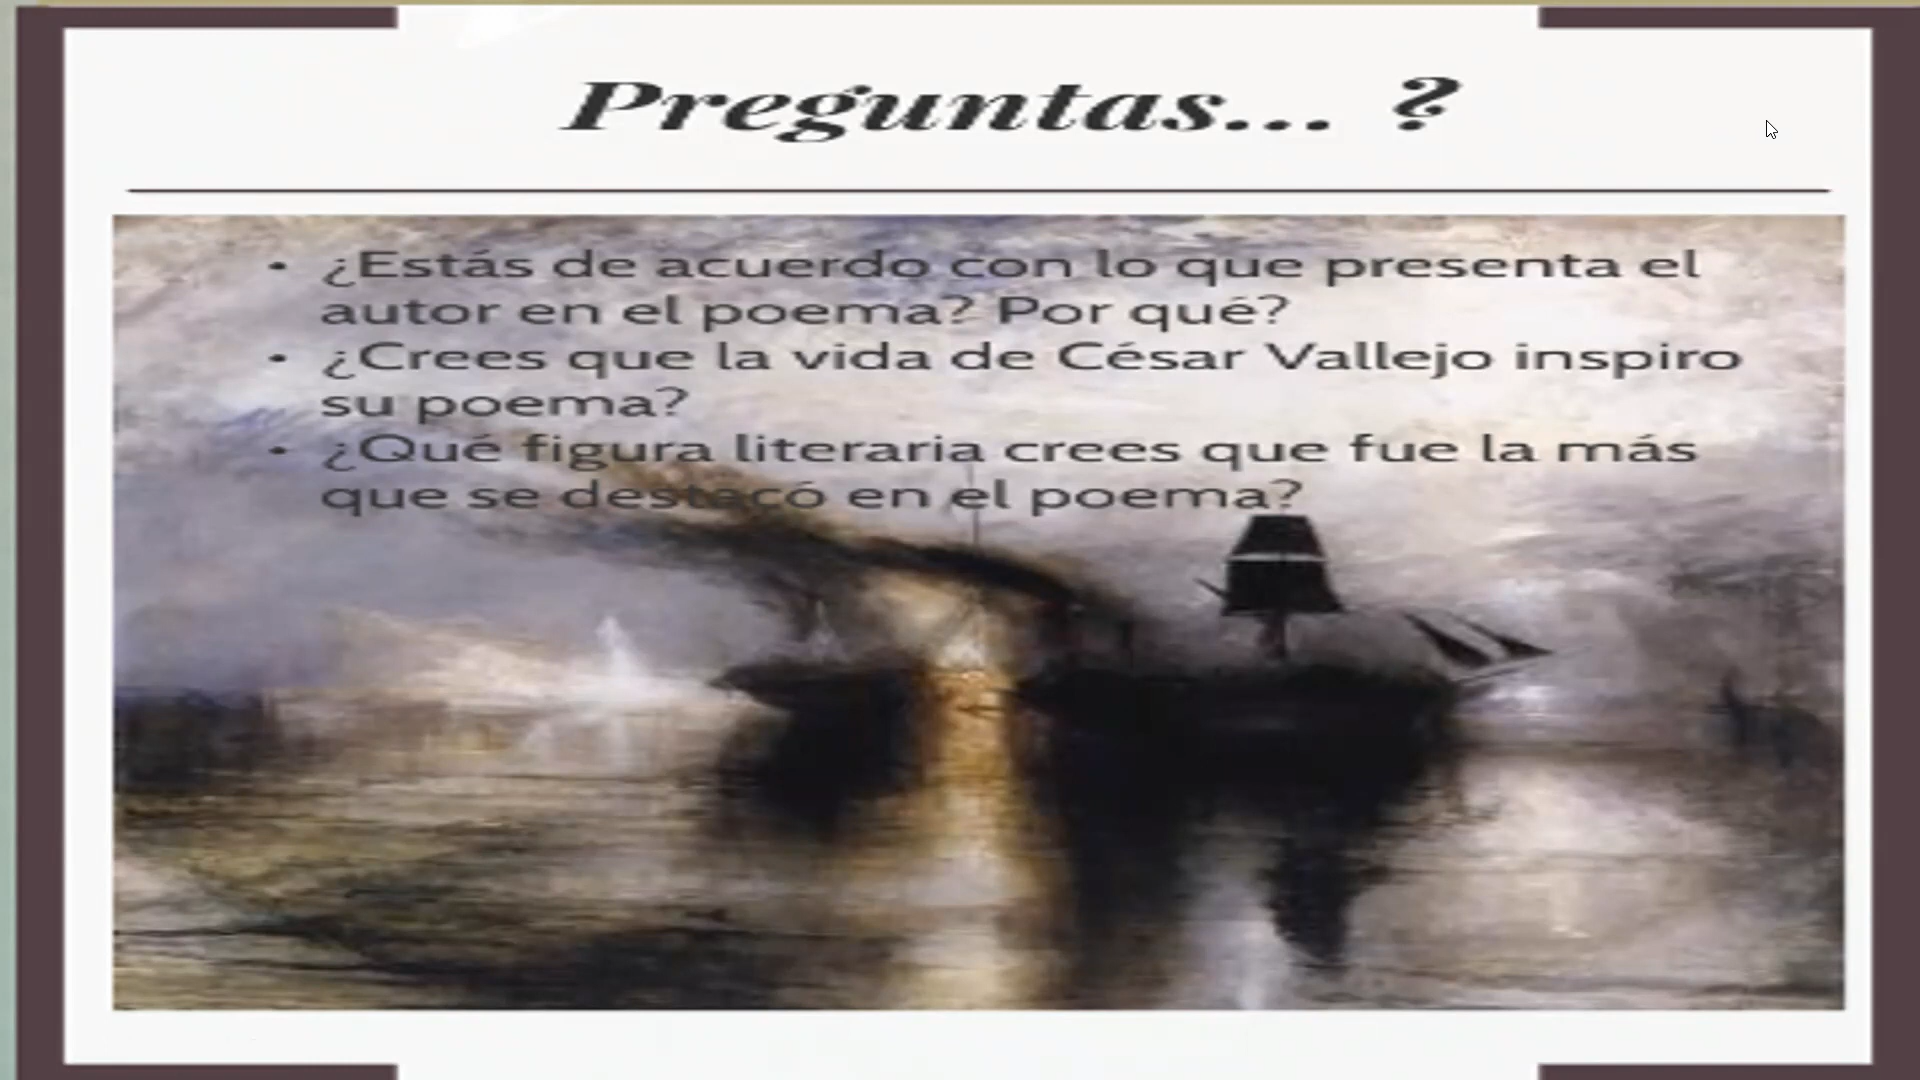 Preguntas... ?
• ¿Estás de acuerdo con lo que presenta el
autor en el poema? Por qué?
• ¿Crees que la vida de César Vallejo inspiro
su poema?
• ¿Qué figura literaria crees que fue la más
que se destacó en el poema?